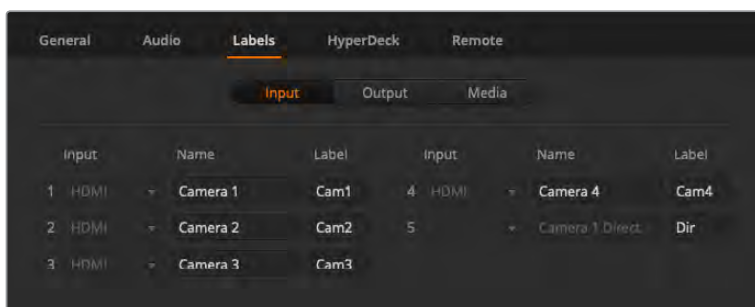 General Audio Labels HyperDeck Remote
Input Output Media
Input Name Label Input Name Label
1 HDMI Camera 1 Cam1 4 HDMI Camera 4 Cam4
2 HDMI Camera 2 Cam2 5 Camera 1 Direct Dir
3 HDMI Camera 3 Cam3